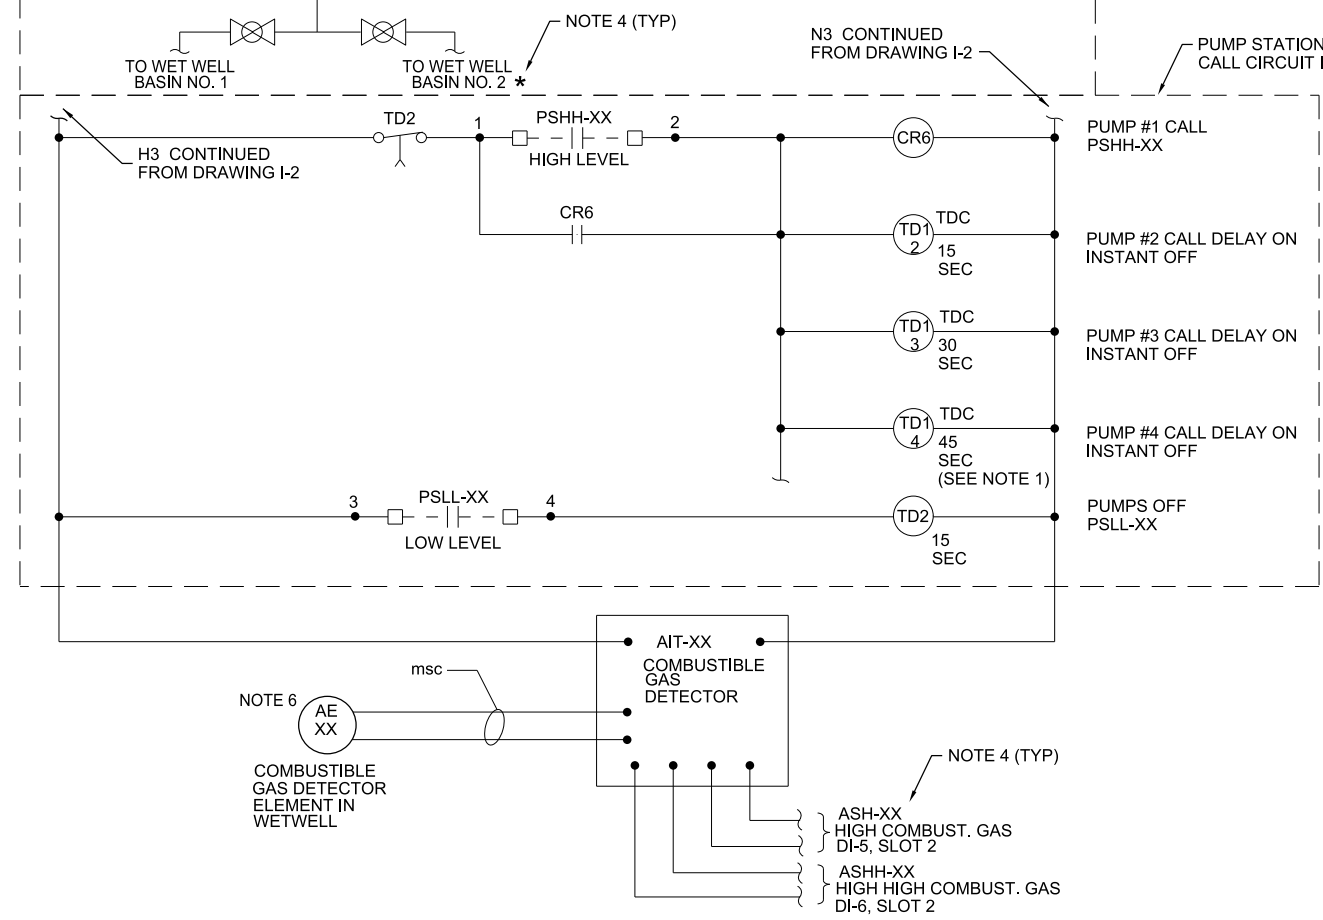 NOTE 4 (TYP)
TO WET WELL
BASIN NO. 1
TO WET WELL
BASIN NO. 2 *
N3 CONTINUED
FROM DRAWING I-2
PUMP STATION
CALL CIRCUIT
H3 CONTINUED
FROM DRAWING I-2
TD2
1
PSHH-XX
HIGH LEVEL
2
CR6
PUMP #1 CALL
PSHH-XX
CR6
TD1
2
TDC
15
SEC
PUMP #2 CALL DELAY ON
INSTANT OFF
TD1
3
TDC
30
SEC
PUMP #3 CALL DELAY ON
INSTANT OFF
TD1
4
TDC
45
SEC
(SEE NOTE 1)
PUMP #4 CALL DELAY ON
INSTANT OFF
3
PSLL-XX
LOW LEVEL
4
TD2
15
SEC
PUMPS OFF
PSLL-XX
AIT-XX
COMBUSTIBLE
GAS
DETECTOR
msc
NOTE 6
AE
XX
COMBUSTIBLE
GAS DETECTOR
ELEMENT IN
WETWELL
NOTE 4 (TYP)
ASH-XX
HIGH COMBUST. GAS
DI-5, SLOT 2
ASHH-XX
HIGH HIGH COMBUST. GAS
DI-6, SLOT 2